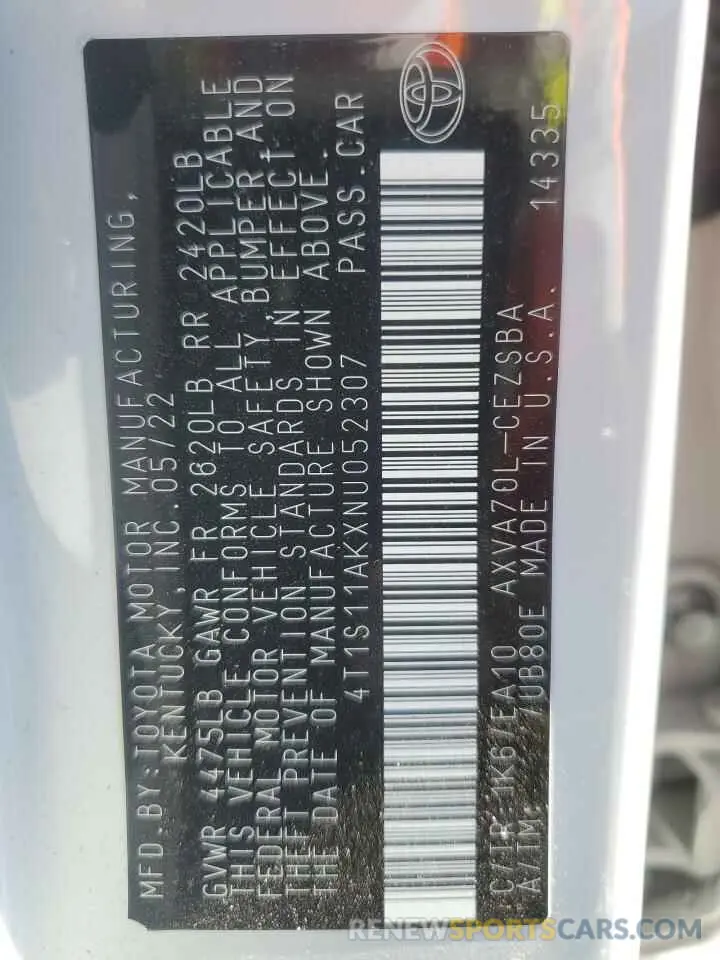 MFD.BY:TOYOTA MOTOR MANUFACTURING,
KENTUCKY,INC.05/22
GVWR 4475LB GAWR FR 2620LB RR 2420LB
THIS VEHICLE CONFORMS TO ALL APPLICABLE
FEDERAL MOTOR VEHICLE SAFETY,BUMPER,AND
THEFT PREVENTION STANDARDS IN EFFECT ON
THE DATE OF MANUFACTURE SHOWN ABOVE.
4T1S11AKXNU052307 PASS.CAR
C/TR: 1K6/EA10 AXVA70L-CEZSBA
A/TM: /UB80E MADE IN U.S.A. 14335
RENEWSPORTSCARS.COM